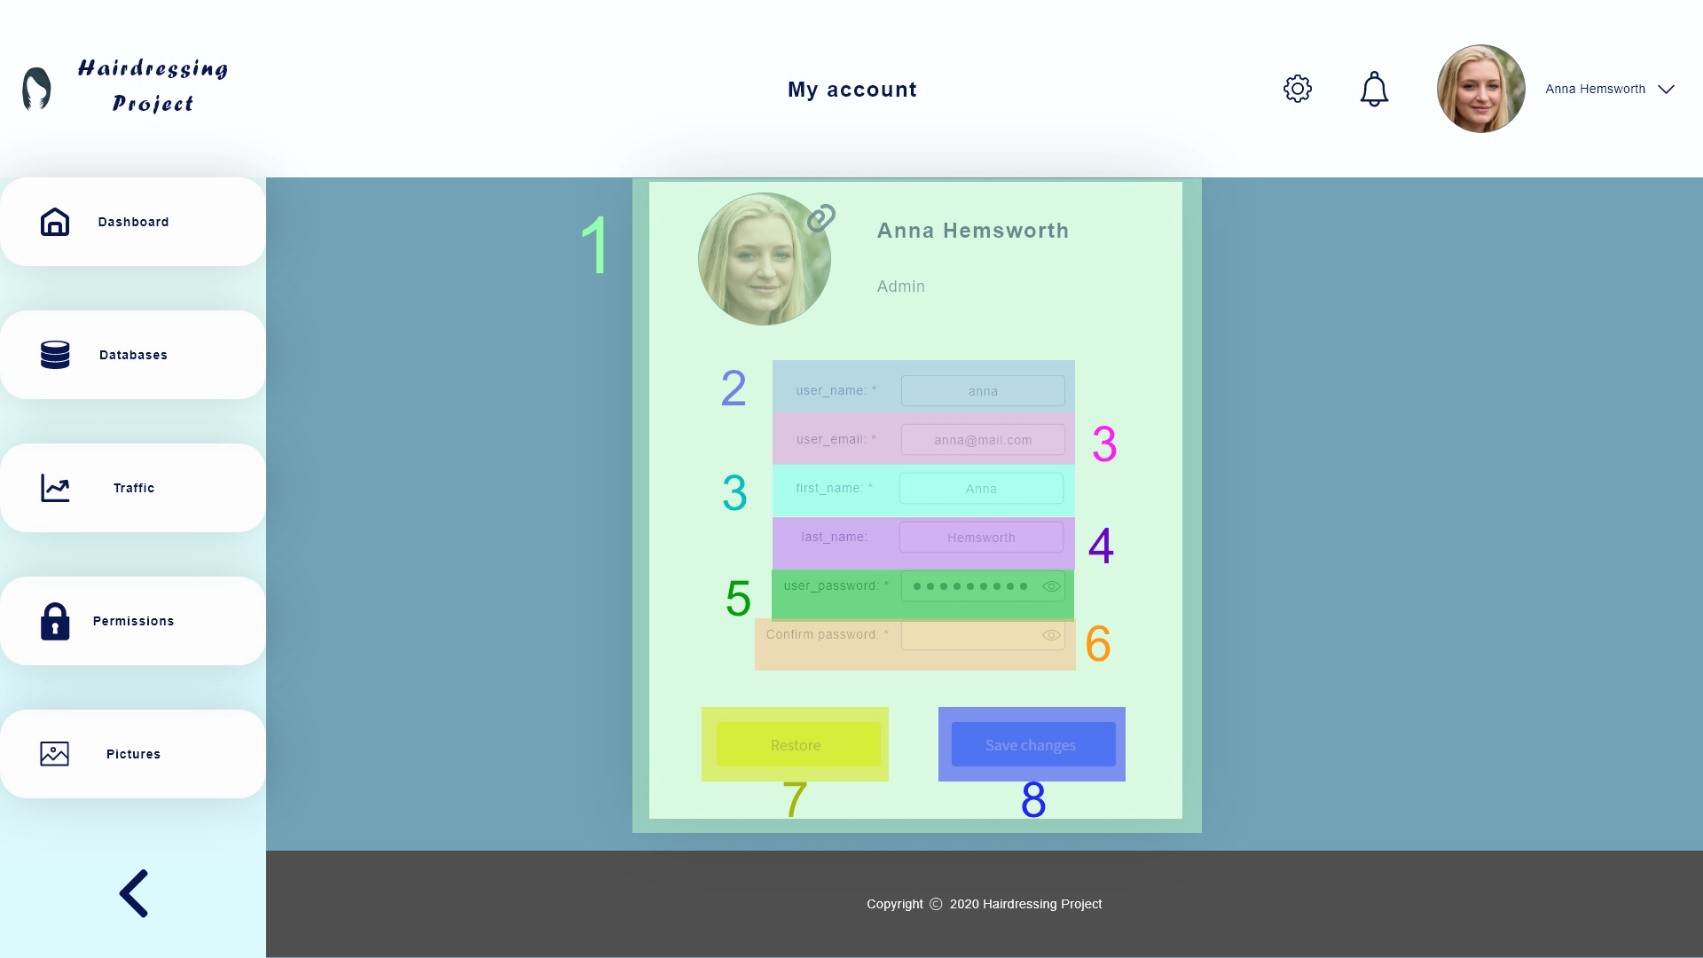 Hairdressing
Project
My account
Anna Hemsworth
Dashboard
Databases
Traffic
Permissions
Pictures
1
Anna Hemsworth
Admin
2
user_name: * anna
user_email: * anna@mail.com
3
3
first_name: * Anna
last_name: Hemsworth
4
5
user_password: *
Confirm password: *
6
Restore
Save changes
7
8
Copyright © 2020 Hairdressing Project